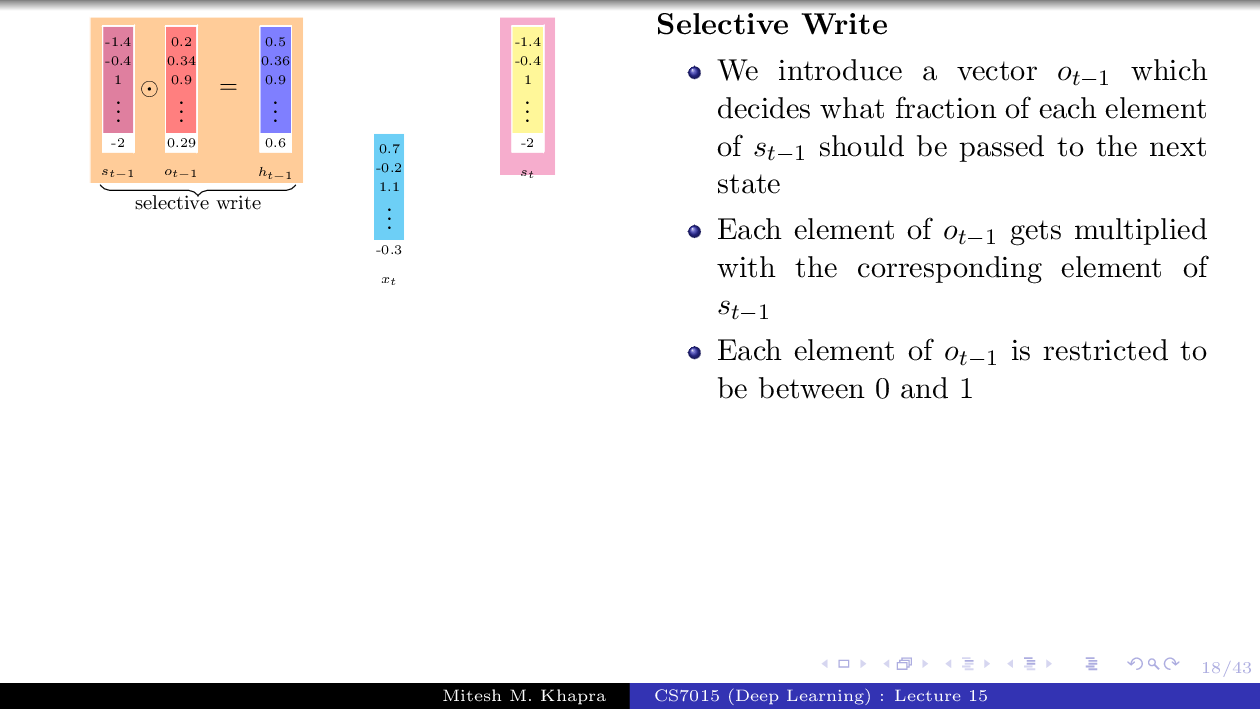 -1.4
-0.4
1
⋮
-2
s_{t−1}
⊙
0.2
0.34
0.9
⋮
0.29
o_{t−1}
=
0.5
0.36
0.9
⋮
0.6
h_{t−1}
selective write
0.7
-0.2
1.1
⋮
-0.3
x_t
-1.4
-0.4
1
⋮
-2
s_t
Selective Write
We introduce a vector o_{t−1} which
decides what fraction of each element
of s_{t−1} should be passed to the next
state
Each element of o_{t−1} gets multiplied
with the corresponding element of
s_{t−1}
Each element of o_{t−1} is restricted to
be between 0 and 1
18/43
Mitesh M. Khapra
CS7015 (Deep Learning) : Lecture 15